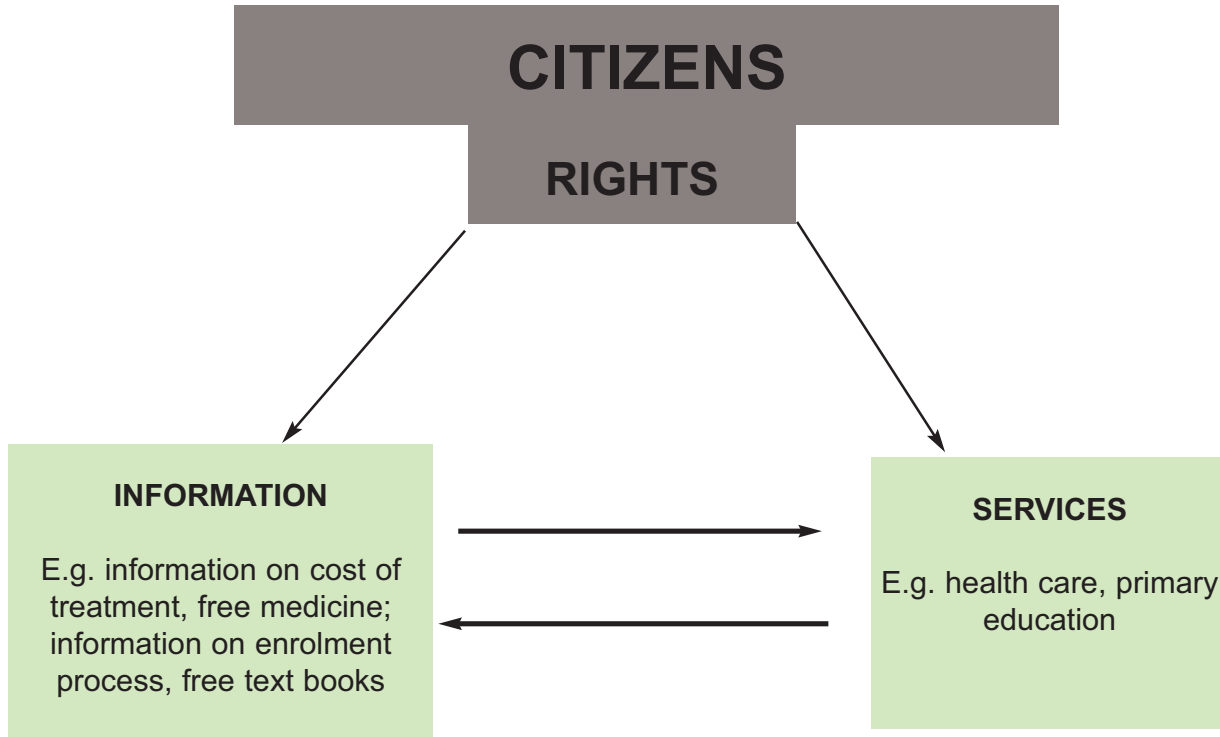 CITIZENS
RIGHTS
INFORMATION
E.g. information on cost of
treatment, free medicine;
information on enrolment
process, free text books
SERVICES
E.g. health care, primary
education